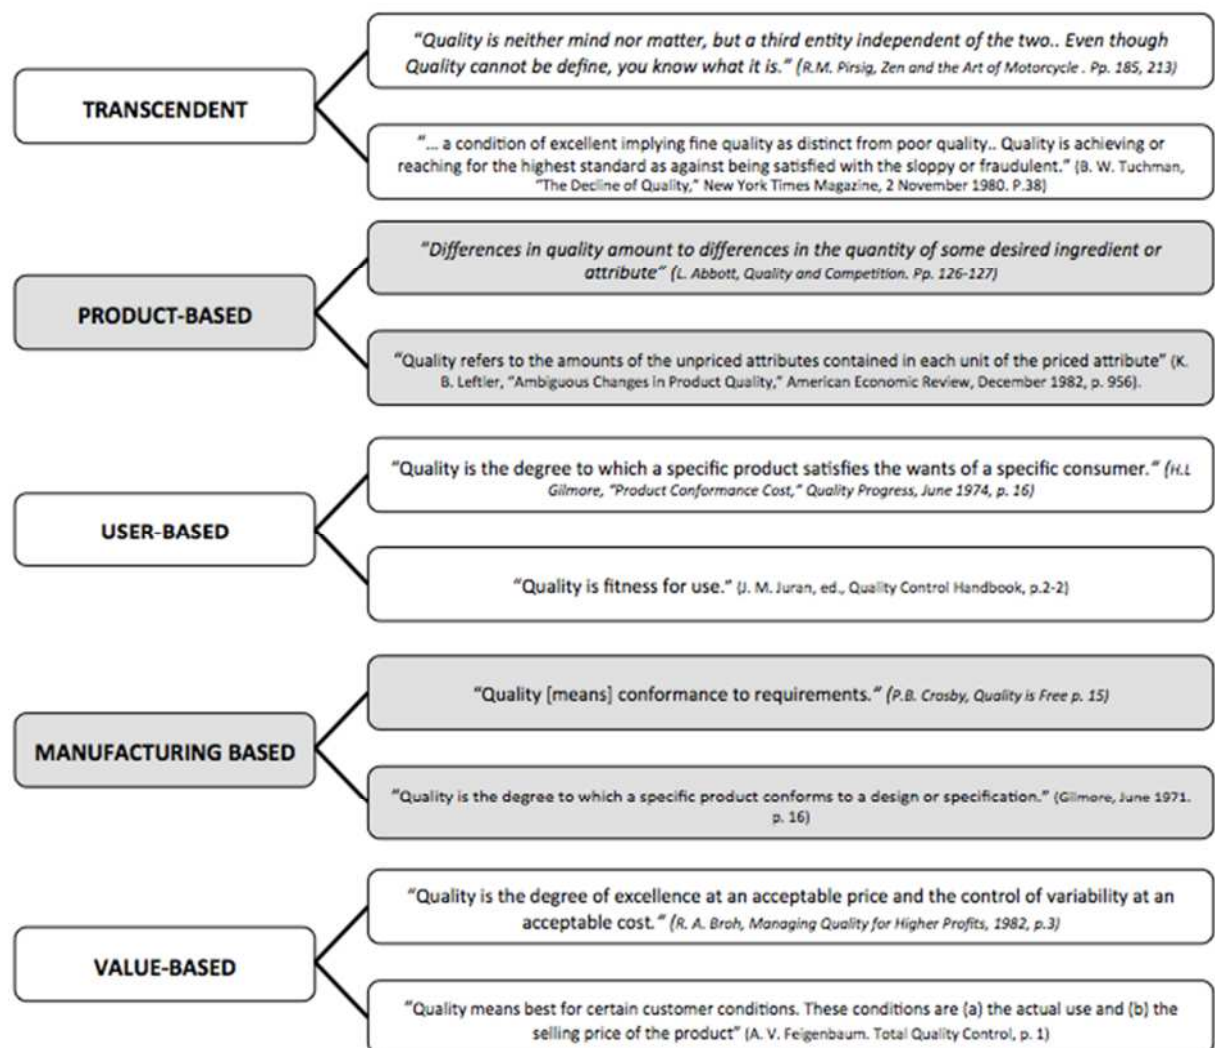 TRANSCENDENT
"Quality is neither mind nor matter, but a third entity independent of the two.. Even though
Quality cannot be define, you know what it is." (R.M. Pirsig, Zen and the Art of Motorcycle . Pp. 185, 213)
"... a condition of excellent implying fine quality as distinct from poor quality.. Quality is achieving or
reaching for the highest standard as against being satisfied with the sloppy or fraudulent." (B. W. Tuchman,
"The Decline of Quality," New York Times Magazine, 2 November 1980. P.38)
PRODUCT-BASED
"Differences in quality amount to differences in the quantity of some desired ingredient or
attribute" (L. Abbott, Quality and Competition. Pp. 126-127)
"Quality refers to the amounts of the unpriced attributes contained in each unit of the priced attribute" (K.
B. Leftler, "Ambiguous Changes in Product Quality," American Economic Review, December 1982, p. 956).
USER-BASED
"Quality is the degree to which a specific product satisfies the wants of a specific consumer." (H.L
Gilmore, "Product Conformance Cost," Quality Progress, June 1974, p. 16)
"Quality is fitness for use." (J. M. Juran, ed., Quality Control Handbook, p.2-2)
MANUFACTURING BASED
"Quality [means] conformance to requirements." (P.B. Crosby, Quality is Free p. 15)
"Quality is the degree to which a specific product conforms to a design or specification." (Gilmore, June 1971.
p. 16)
VALUE-BASED
"Quality is the degree of excellence at an acceptable price and the control of variability at an
acceptable cost." (R. A. Broh, Managing Quality for Higher Profits, 1982, p.3)
"Quality means best for certain customer conditions. These conditions are (a) the actual use and (b) the
selling price of the product" (A. V. Feigenbaum. Total Quality Control, p. 1)